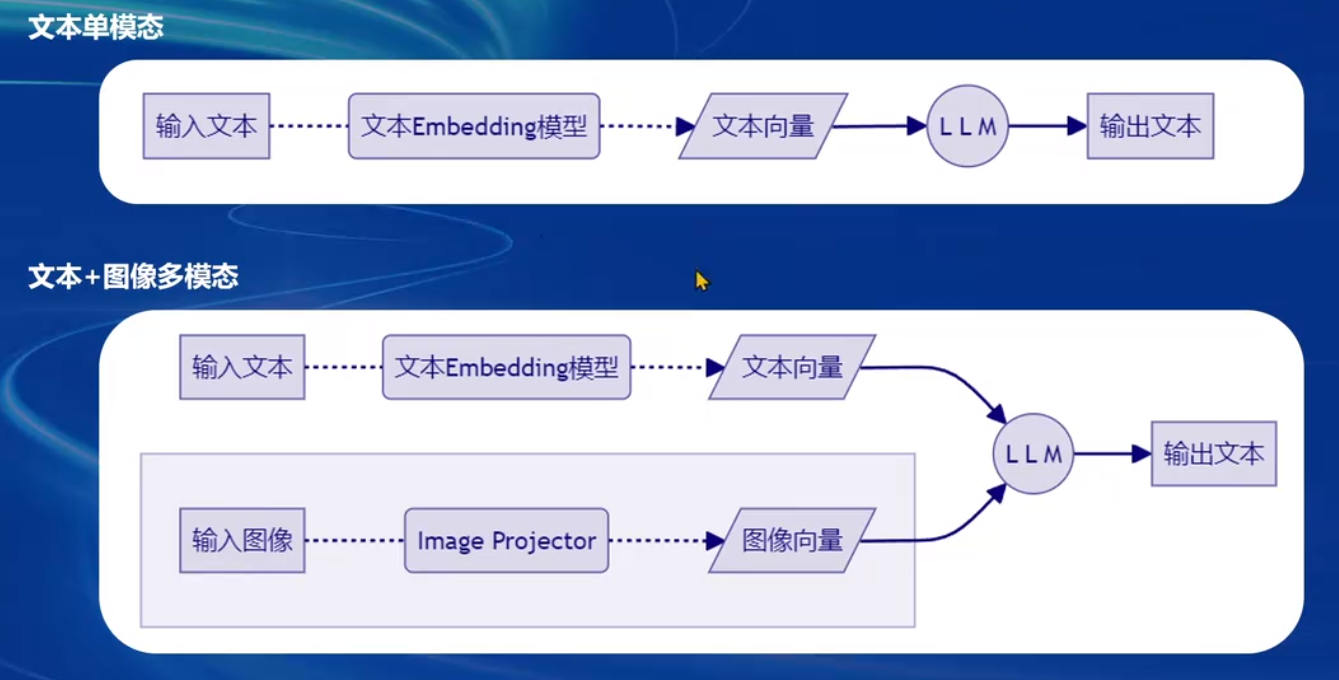 文本单模态
输入文本
文本Embedding模型
文本向量
LLM
输出文本
文本+图像多模态
输入文本
文本Embedding模型
文本向量
LLM
输出文本
输入图像
Image Projector
图像向量